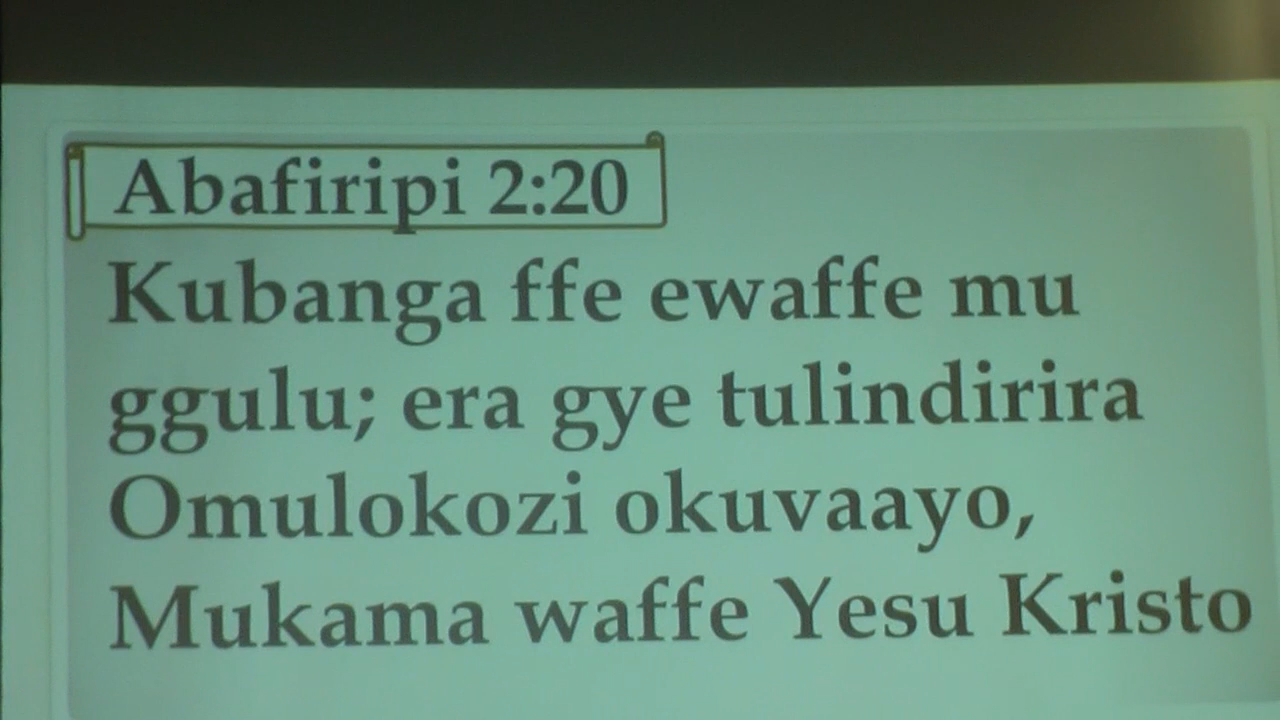 Abafiripi 2:20
Kubanga ffe ewaffe mu
ggulu; era gye tulindirira
Omulokozi okuvaayo,
Mukama waffe Yesu Kristo